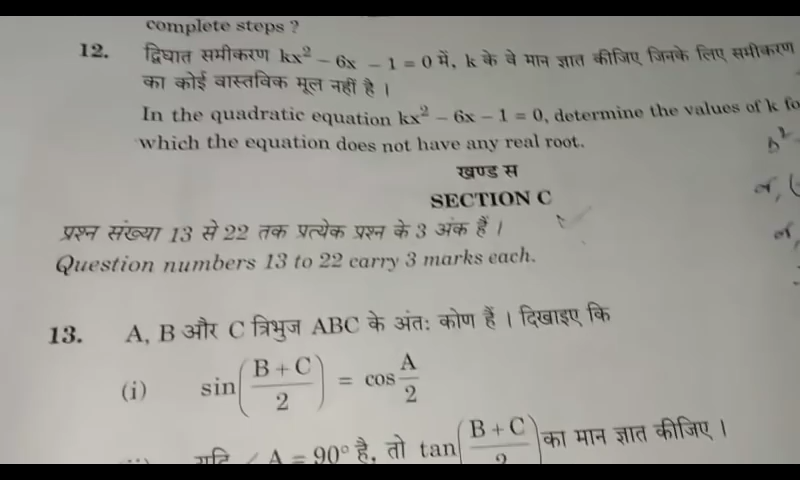 complete steps ?
12. द्विघात समीकरण kx² – 6x – 1 = 0 में, k के वे मान ज्ञात कीजिए जिनके लिए समीकरण
का कोई वास्तविक मूल नहीं है ।
In the quadratic equation kx² – 6x – 1 = 0, determine the values of k fo
which the equation does not have any real root.
खण्ड स
SECTION C
प्रश्न संख्या 13 से 22 तक प्रत्येक प्रश्न के 3 अंक हैं ।
Question numbers 13 to 22 carry 3 marks each.
13. A, B और C त्रिभुज ABC के अंतः कोण हैं । दिखाइए कि
(i) sin((B + C)/2) = cos A/2
यदि ∠A = 90° है, तो tan((B + C)/2) का मान ज्ञात कीजिए ।